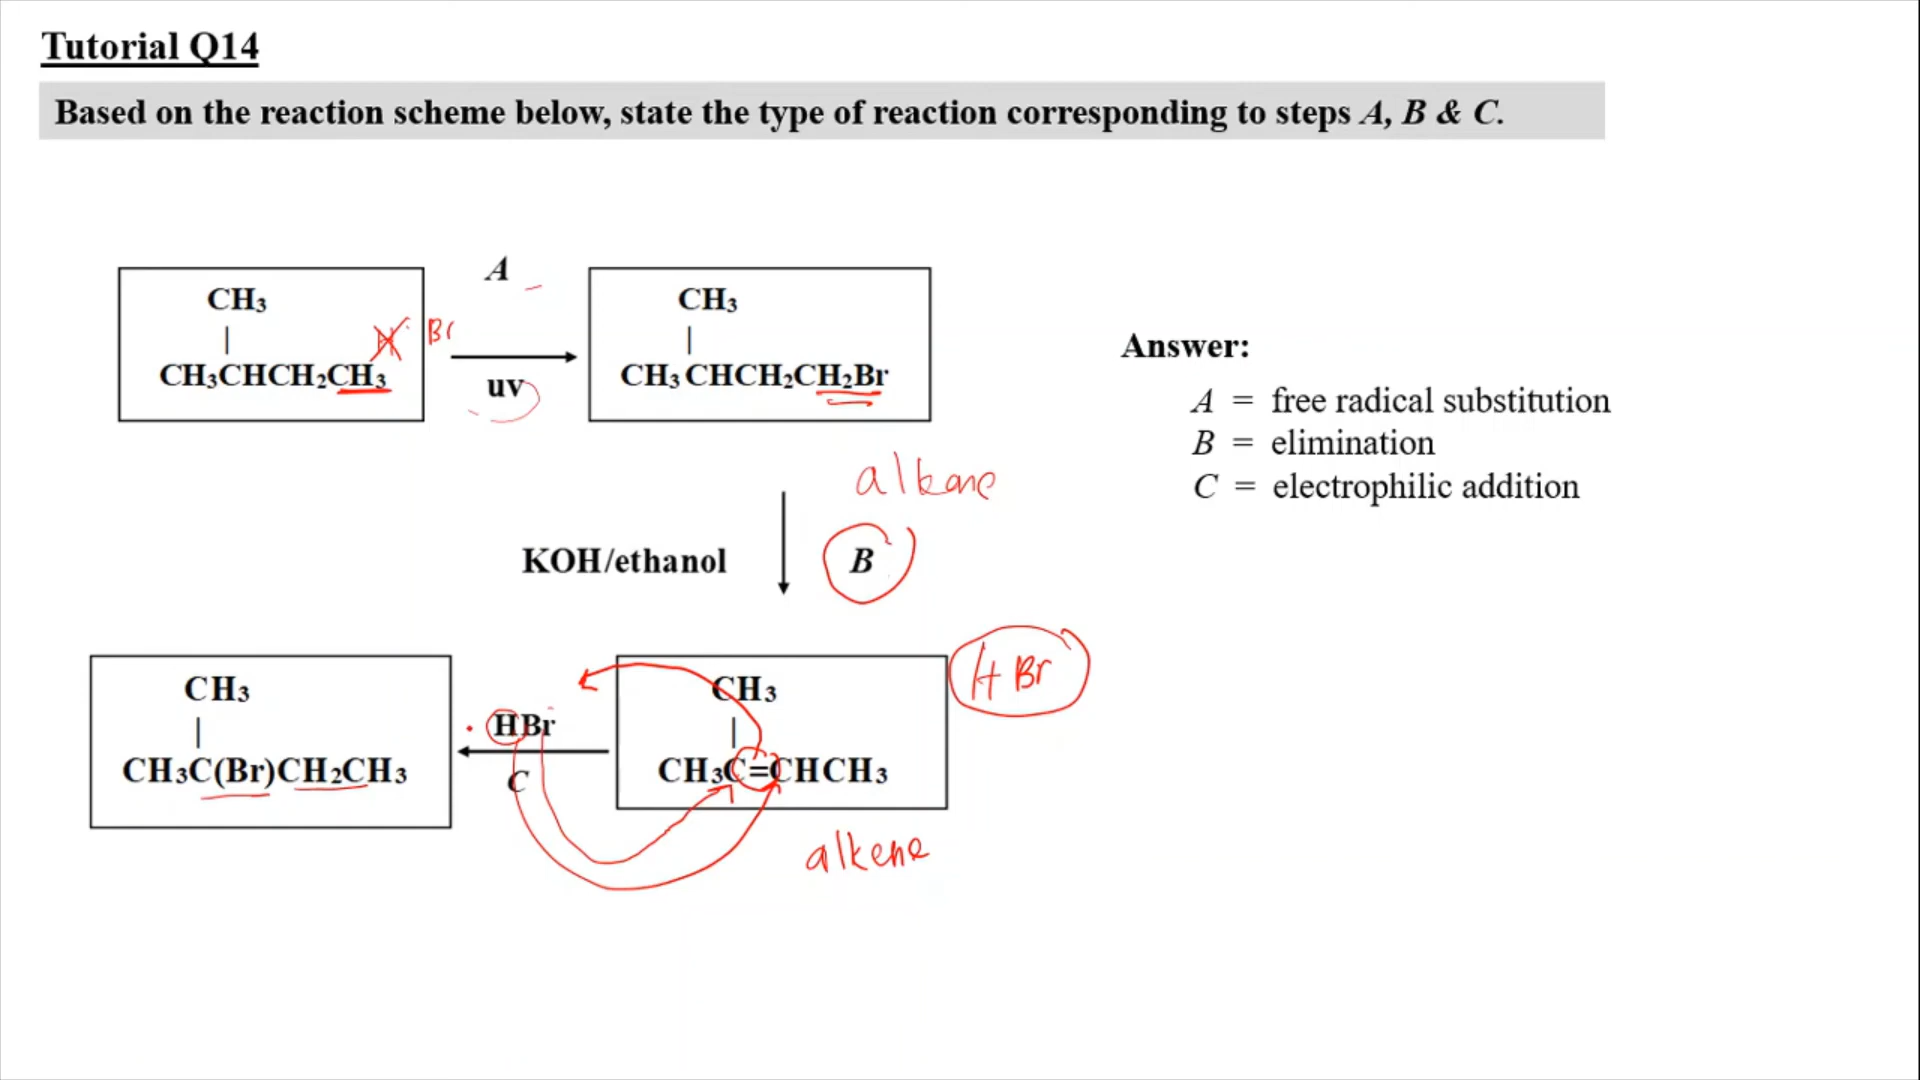 Tutorial Q14
Based on the reaction scheme below, state the type of reaction corresponding to steps A, B & C.
CH3
|
CH3CHCH2CH3
H Br
A
uv
CH3
|
CH3 CHCH2CH2Br
Answer:
A = free radical substitution
B = elimination
C = electrophilic addition
alkane
KOH/ethanol
B
CH3
|
CH3C(Br)CH2CH3
HBr
C
CH3
|
CH3C=CHCH3
HBr
alkene